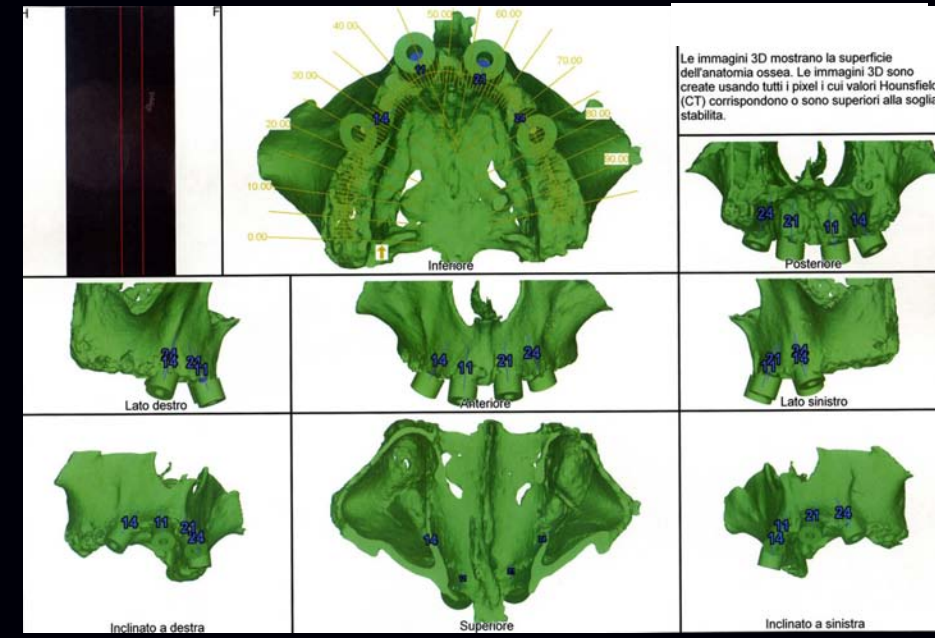 F
Le immagini 3D mostrano la superficie
dell'anatomia ossea. Le immagini 3D sono
create usando tutti i pixel i cui valori Hounsfield
(CT) corrispondono o sono superiori alla soglia
stabilita.
40.00 50.00 60.00
30.00 70.00
20.00 80.00
10.00 90.00
0.00
14 24
Inferiore
24 21 11 14
Posteriore
24 14 21 11
Lato destro
14 11 21 24
Anteriore
21 11 24 14
Lato sinistro
14 11 21 24
Inclinato a destra
14
Superiore
14 11 21 24
Inclinato a sinistra